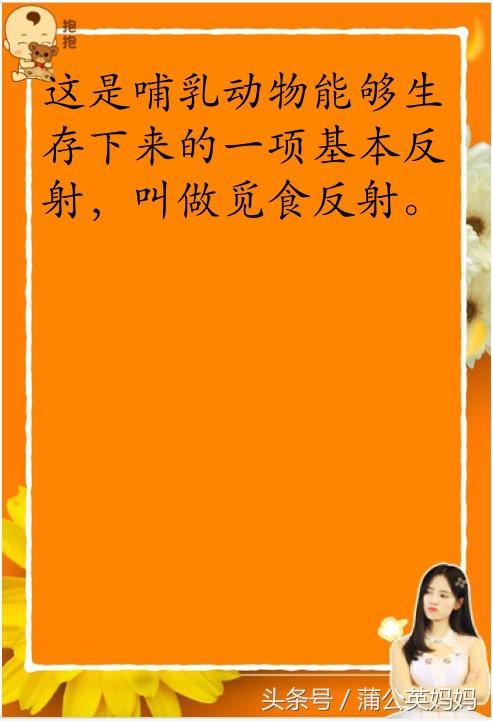 抱
抱
这是哺乳动物能够生
存下来的一项基本反
射，叫做觅食反射。
头条号 / 蒲公英妈妈